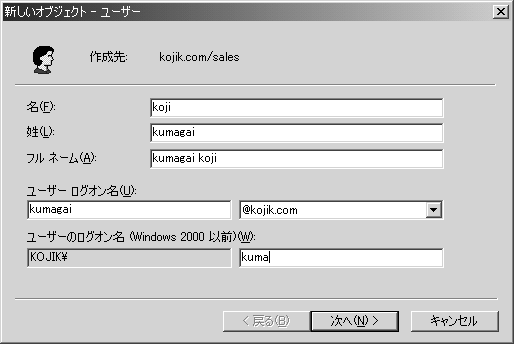 新しいオブジェクト - ユーザー
作成先: kojik.com/sales
名(F): koji
姓(L): kumagai
フル ネーム(A): kumagai koji
ユーザー ログオン名(U):
kumagai @kojik.com
ユーザーのログオン名 (Windows 2000 以前)(W):
KOJIK¥ kuma
< 戻る(B) 次へ(N) > キャンセル